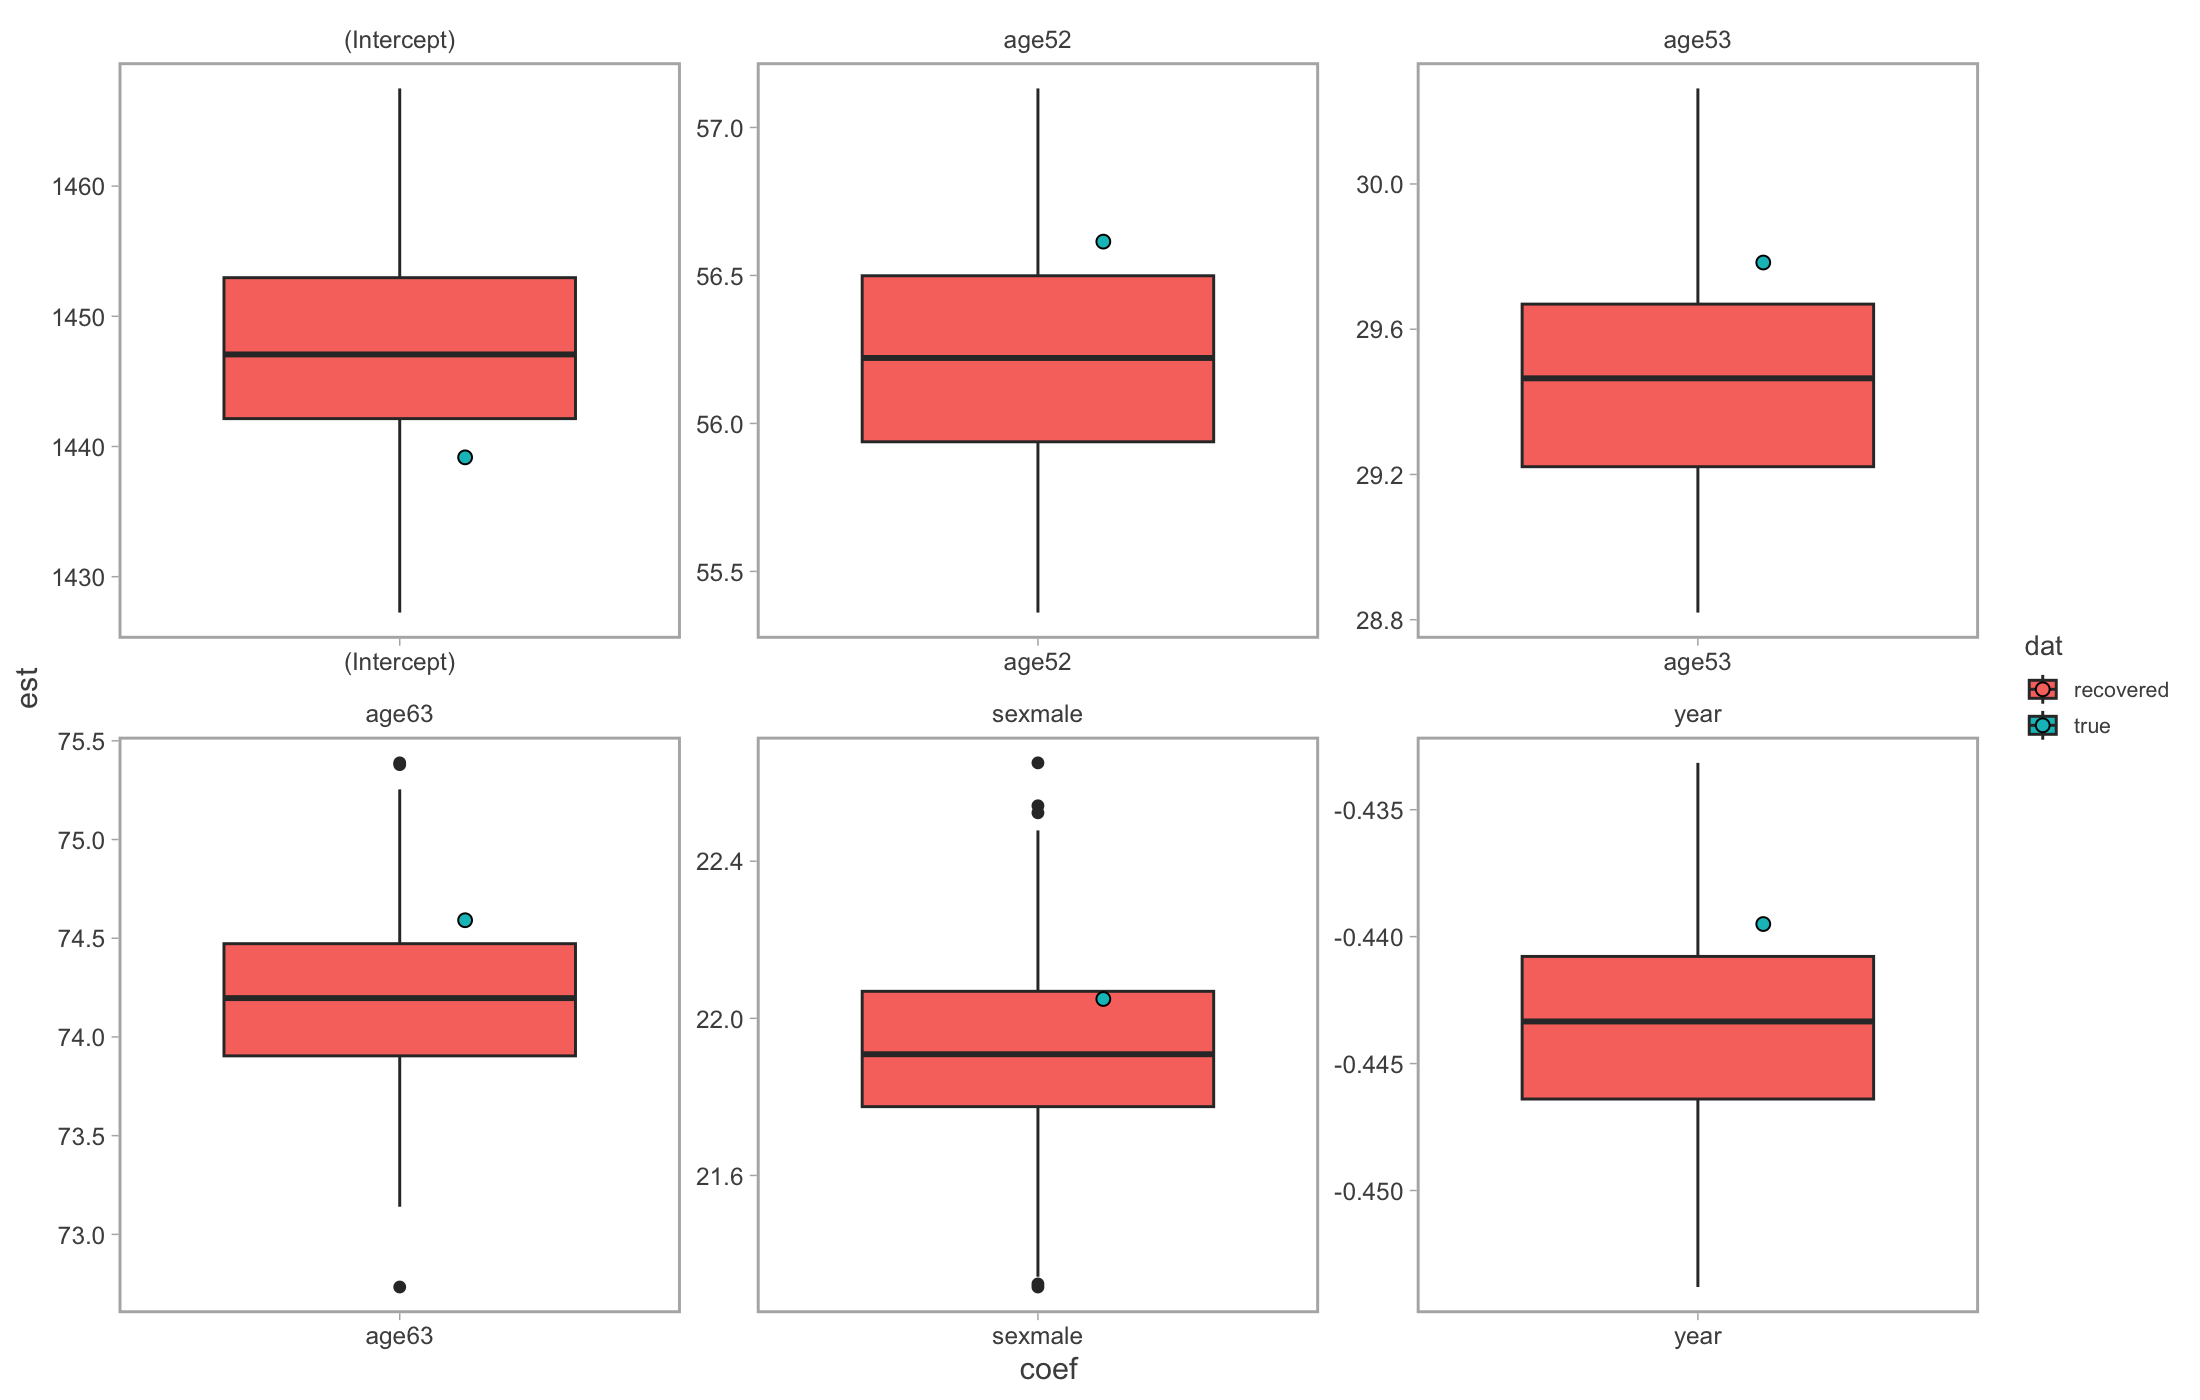 (Intercept)
age52
age53
1460
1450
1440
1430
57.0
56.5
56.0
55.5
30.0
29.6
29.2
28.8
(Intercept)
age52
age53
est
age63
sexmale
year
75.5
75.0
74.5
74.0
73.5
73.0
22.4
22.0
21.6
-0.435
-0.440
-0.445
-0.450
age63
sexmale
year
coef
dat
recovered
true